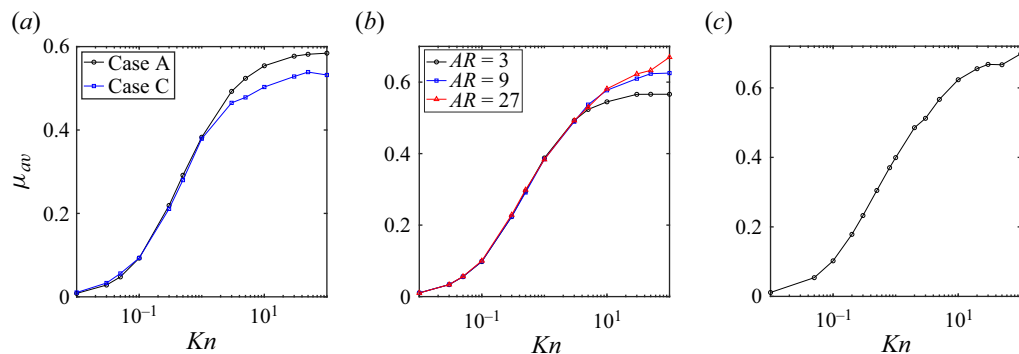 (a)
0.6
0.4
0.2
0
μav
10⁻¹
10¹
Kn
Case A
Case C
(b)
0.6
0.4
0.2
0
10⁻¹
10¹
Kn
AR = 3
AR = 9
AR = 27
(c)
0.6
0.4
0.2
0
10⁻¹
10¹
Kn